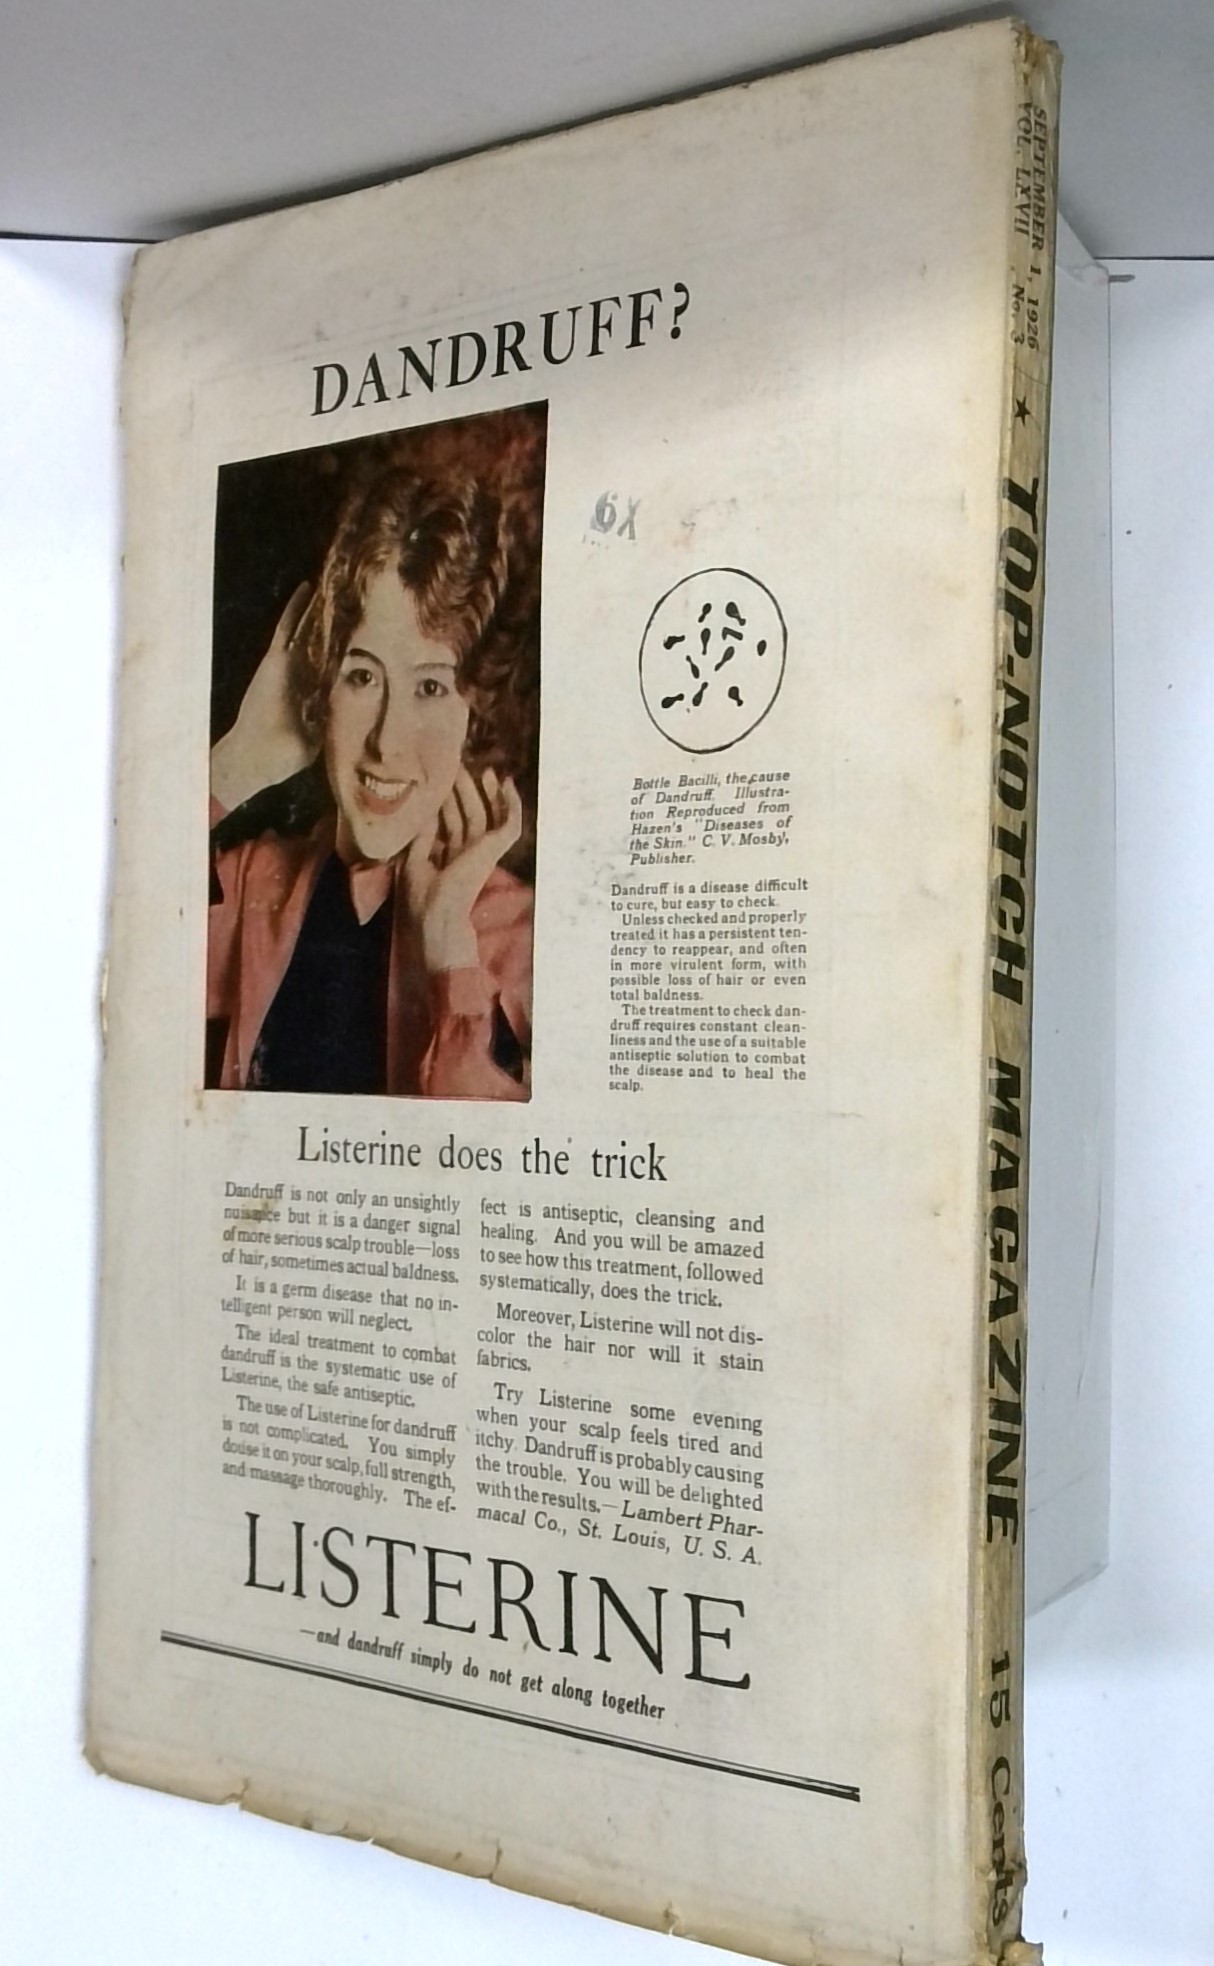 DANDRUFF?
6X
Bottle Bacilli, the cause
of Dandruff. Illustra-
tion Reproduced from
Hazen's "Diseases of
the Skin." C. V. Mosby,
Publisher.
Dandruff is a disease difficult
to cure, but easy to check.
Unless checked and properly
treated it has a persistent ten-
dency to reappear, and often
in more virulent form, with
possible loss of hair or even
total baldness.
The treatment to check dan-
druff requires constant clean-
liness and the use of a suitable
antiseptic solution to combat
the disease and to heal the
scalp.
Listerine does the trick
Dandruff is not only an unsightly
nuisance but it is a danger signal
of more serious scalp trouble—loss
of hair, sometimes actual baldness.
It is a germ disease that no in-
telligent person will neglect.
The ideal treatment to combat
dandruff is the systematic use of
Listerine, the safe antiseptic.
The use of Listerine for dandruff
is not complicated. You simply
douse it on your scalp, full strength,
and massage thoroughly. The ef-
fect is antiseptic, cleansing and
healing. And you will be amazed
to see how this treatment, followed
systematically, does the trick.
Moreover, Listerine will not dis-
color the hair nor will it stain
fabrics.
Try Listerine some evening
when your scalp feels tired and
itchy. Dandruff is probably causing
the trouble. You will be delighted
with the results.—Lambert Phar-
macal Co., St. Louis, U. S. A.
LISTERINE
—and dandruff simply do not get along together
SEPTEMBER 1, 1926
VOL. LXVII No. 3
★ TOP-NOTCH MAGAZINE 15 Cents